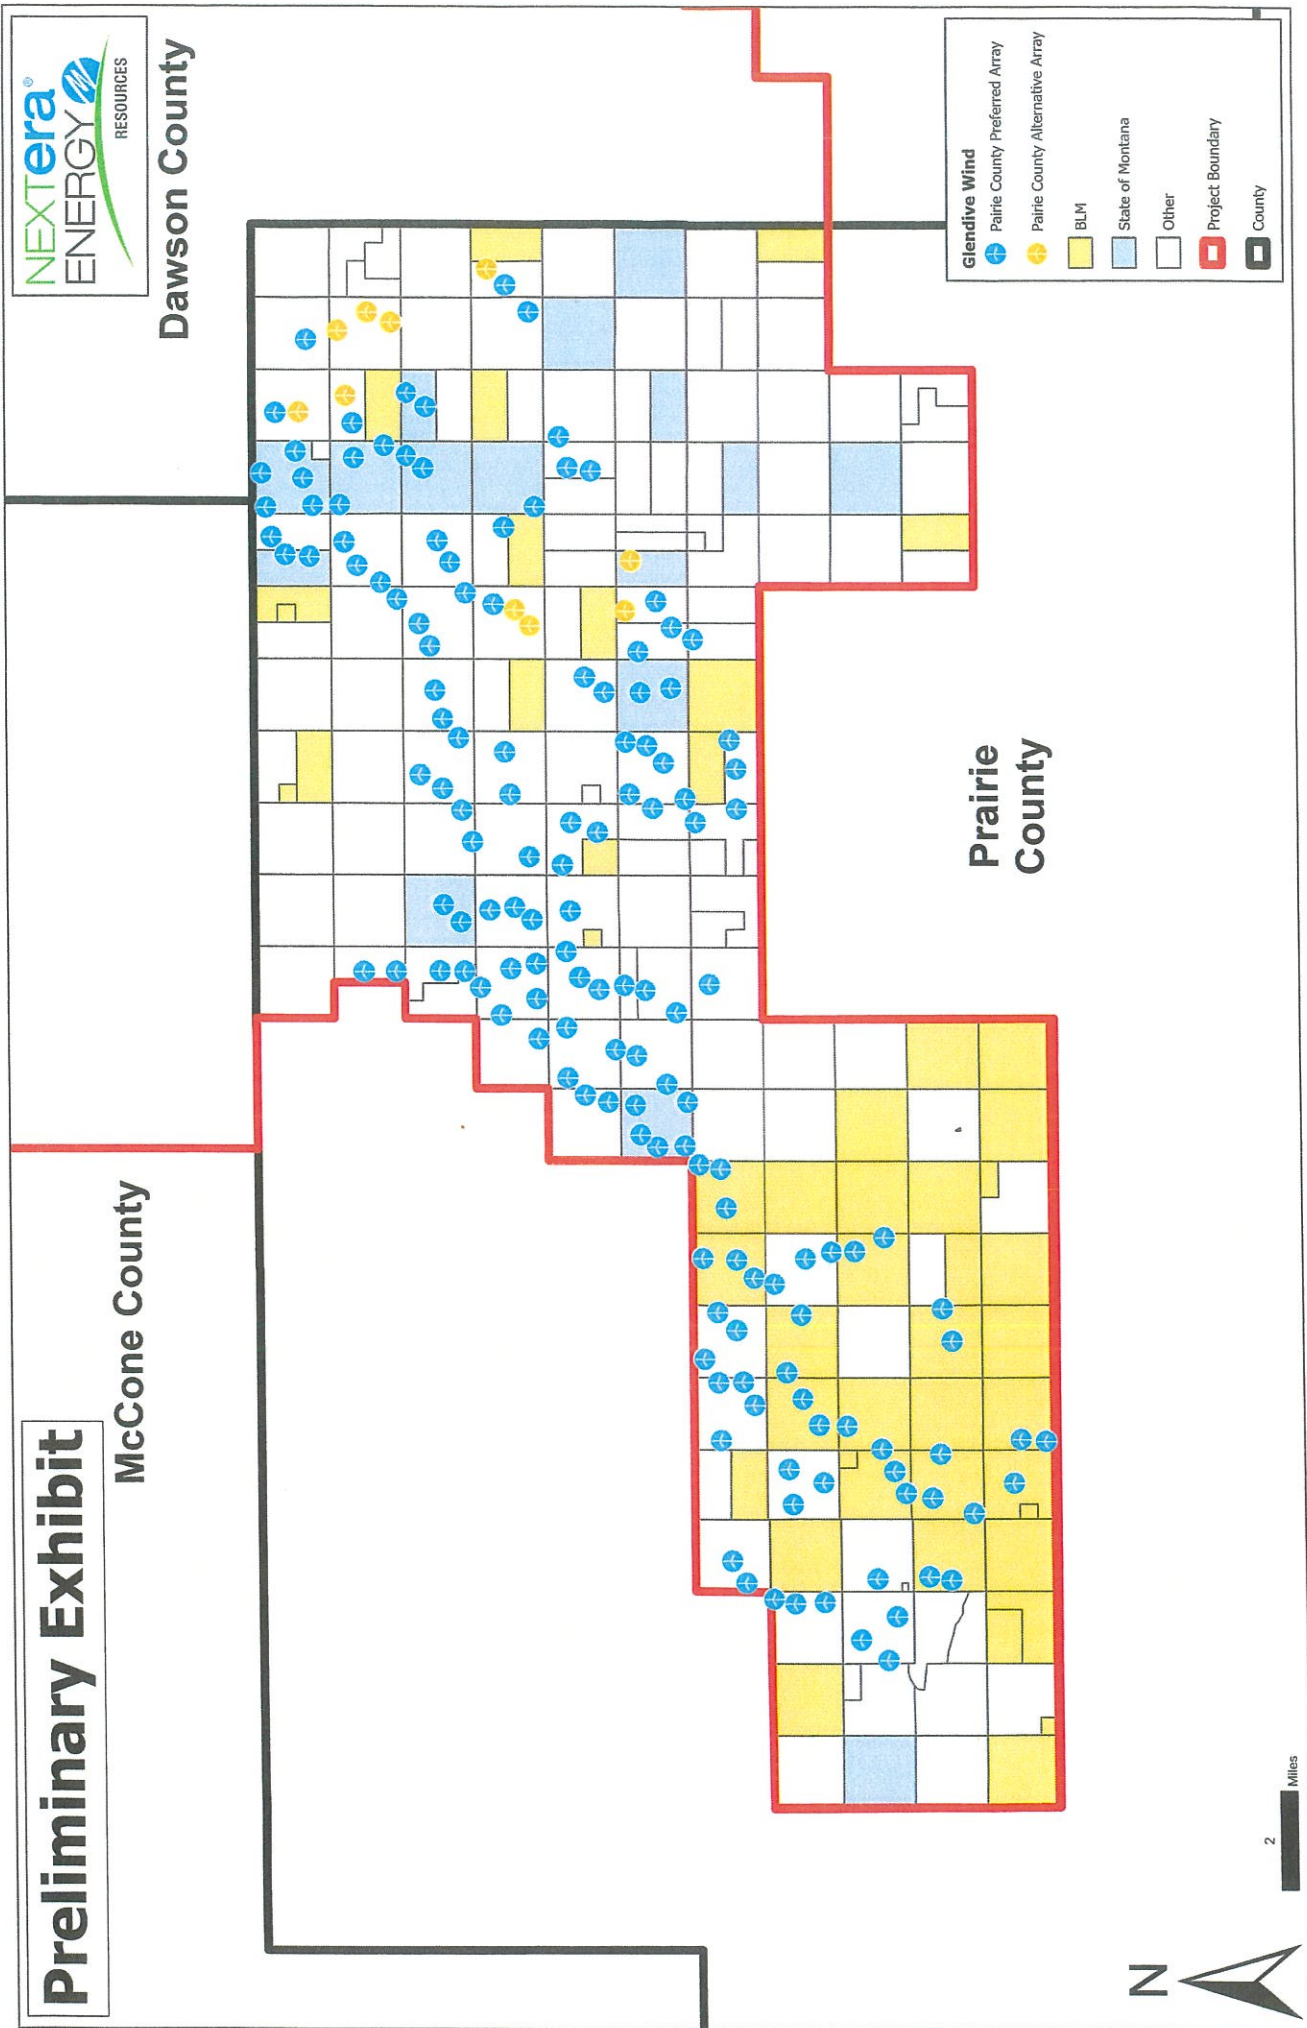 Preliminary Exhibit
NEXTera®
ENERGY
RESOURCES
McCone County
Dawson County
Prairie
County
Glendive Wind
Pairie County Preferred Array
Pairie County Alternative Array
BLM
State of Montana
Other
Project Boundary
County
N
2
Miles